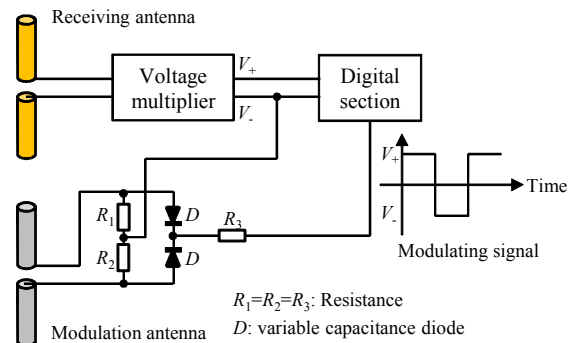 Receiving antenna
Voltage
multiplier
V+
V-
Digital
section
V+
V-
Time
Modulating signal
R1
R2
D
D
R3
R1=R2=R3: Resistance
D: variable capacitance diode
Modulation antenna